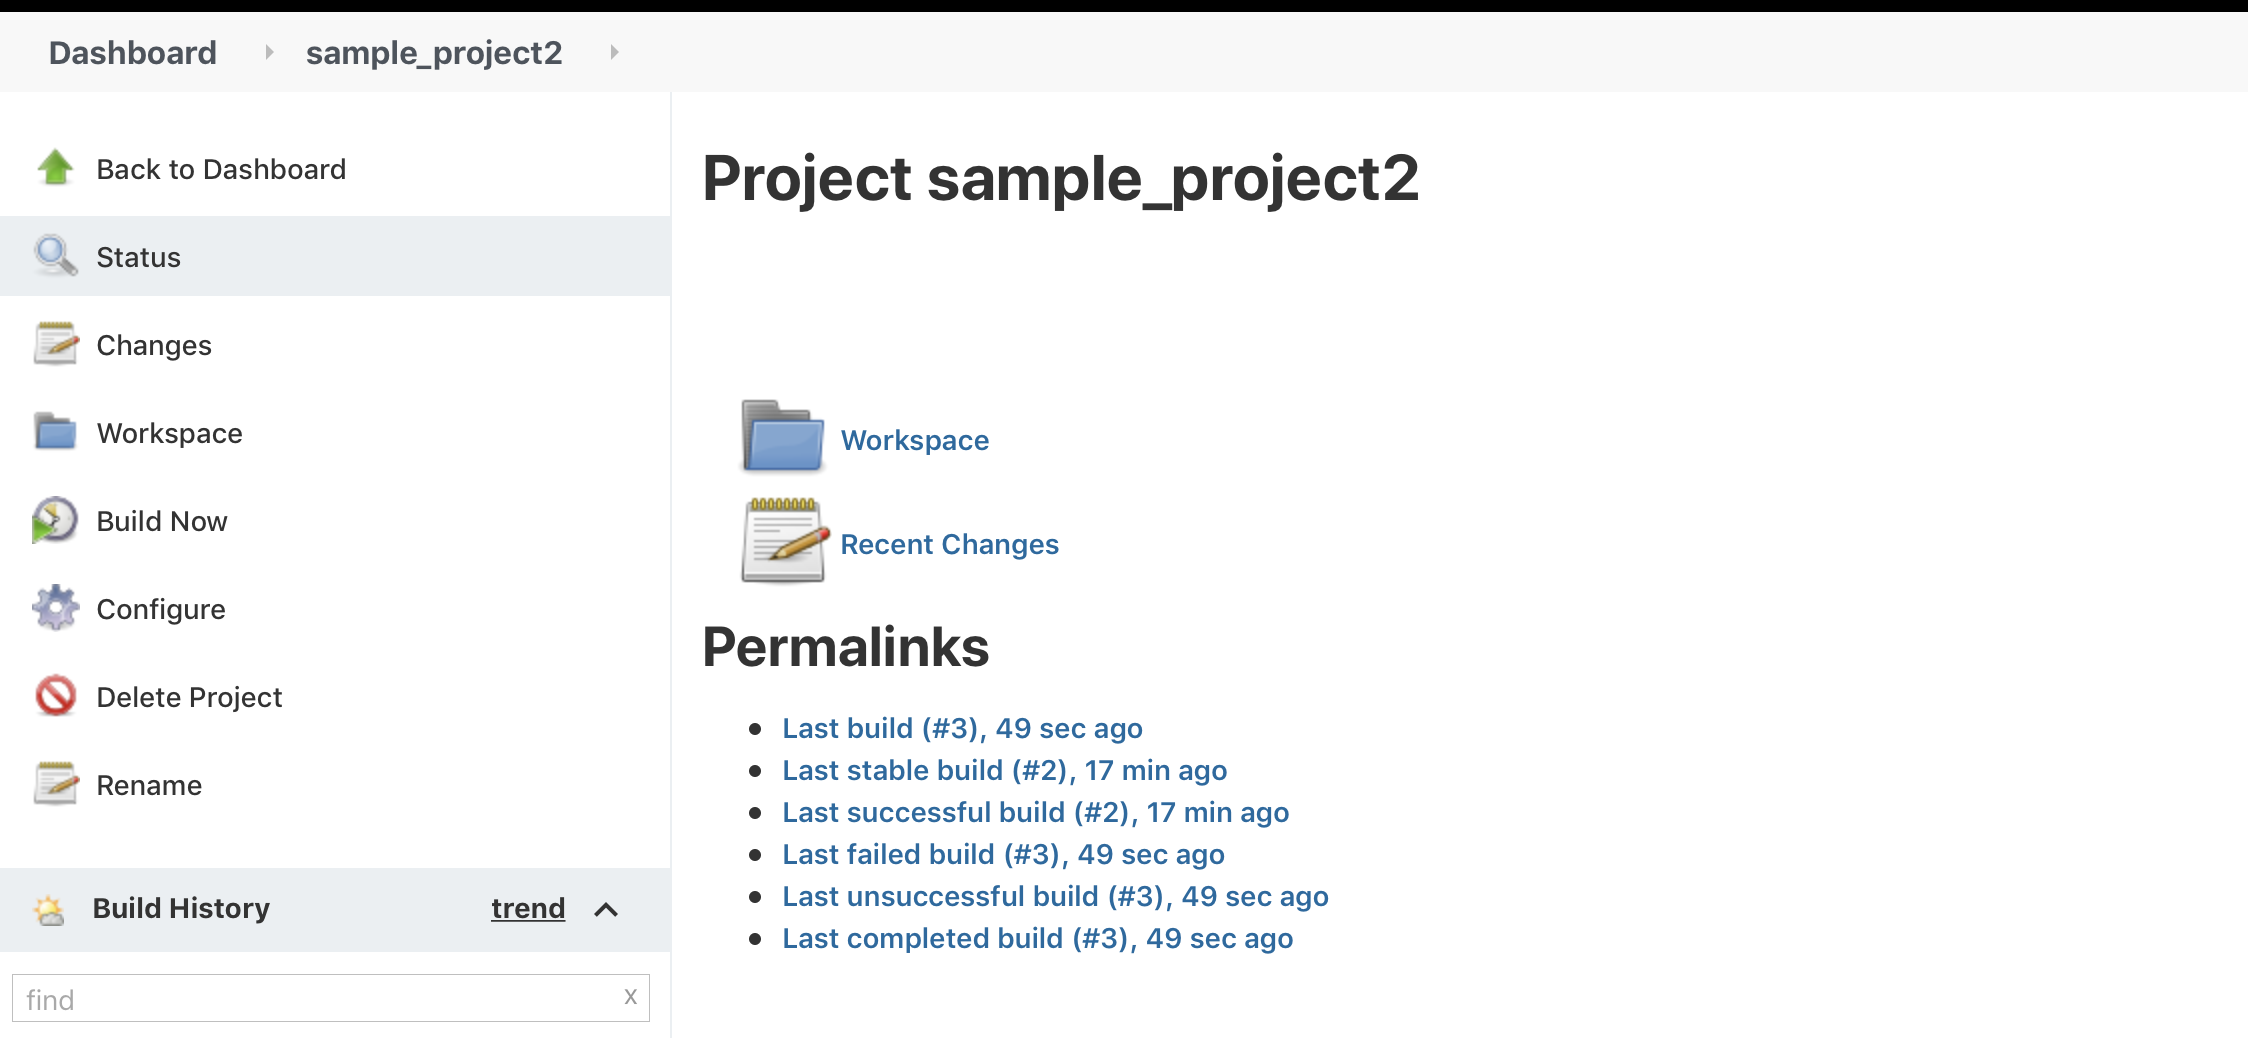 Dashboard sample_project2
Back to Dashboard
Status
Changes
Workspace
Build Now
Configure
Delete Project
Rename
Build History trend
find x
Project sample_project2
Workspace
Recent Changes
Permalinks
Last build (#3), 49 sec ago
Last stable build (#2), 17 min ago
Last successful build (#2), 17 min ago
Last failed build (#3), 49 sec ago
Last unsuccessful build (#3), 49 sec ago
Last completed build (#3), 49 sec ago